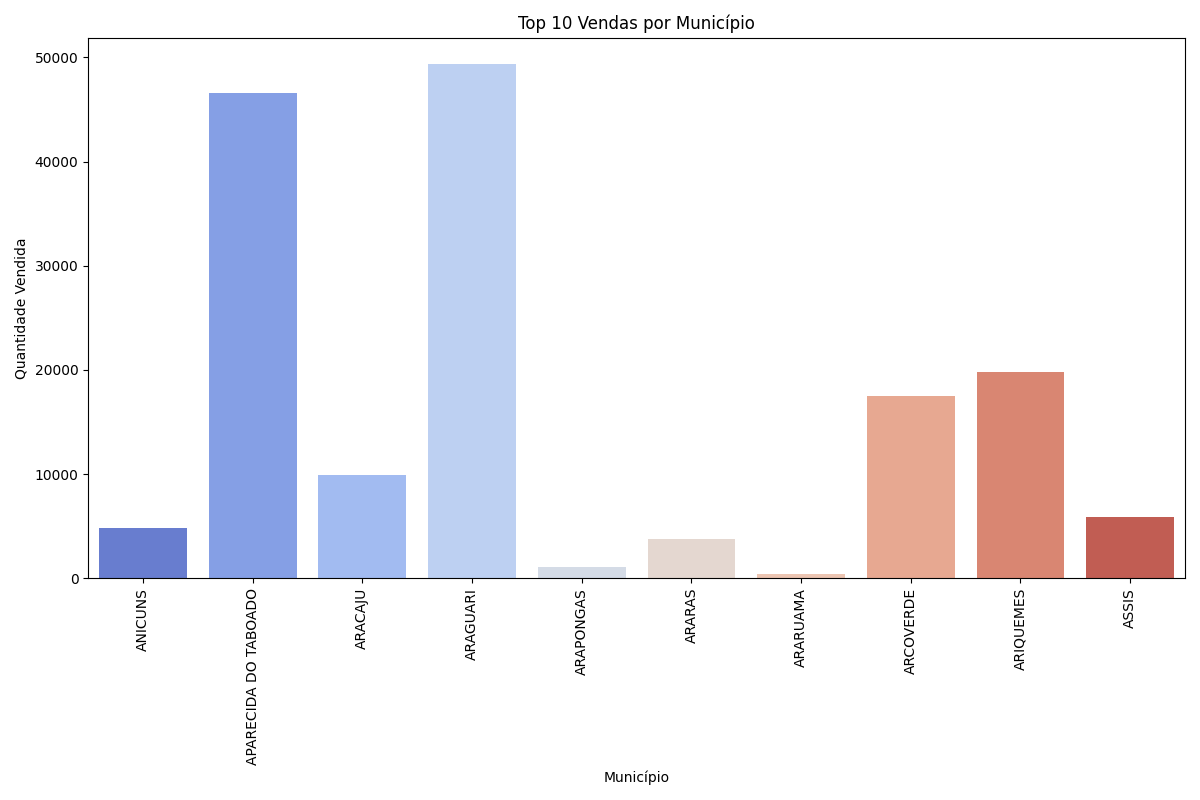 Top 10 Vendas por Município
Quantidade Vendida
50000
40000
30000
20000
10000
0
ANICUNS
APARECIDA DO TABOADO
ARACAJU
ARAGUARI
ARAPONGAS
ARARAS
ARARUAMA
ARCOVERDE
ARIQUEMES
ASSIS
Município